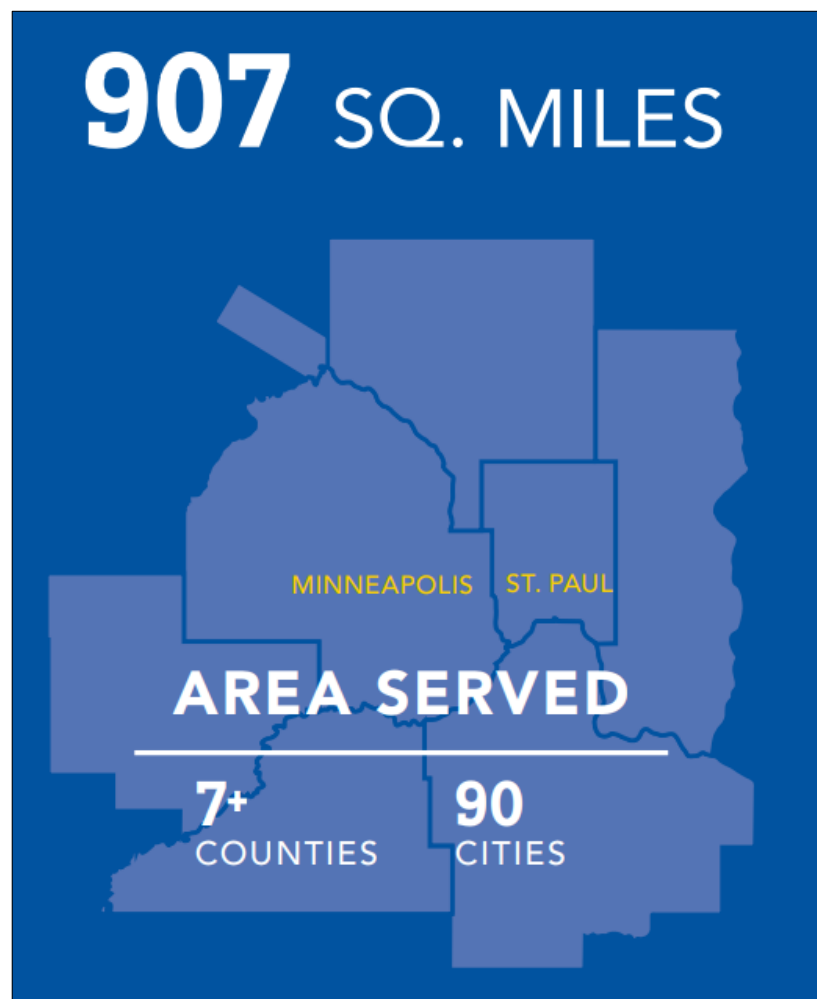 907 SQ. MILES
MINNEAPOLIS ST. PAUL
AREA SERVED
7+ 90
COUNTIES CITIES